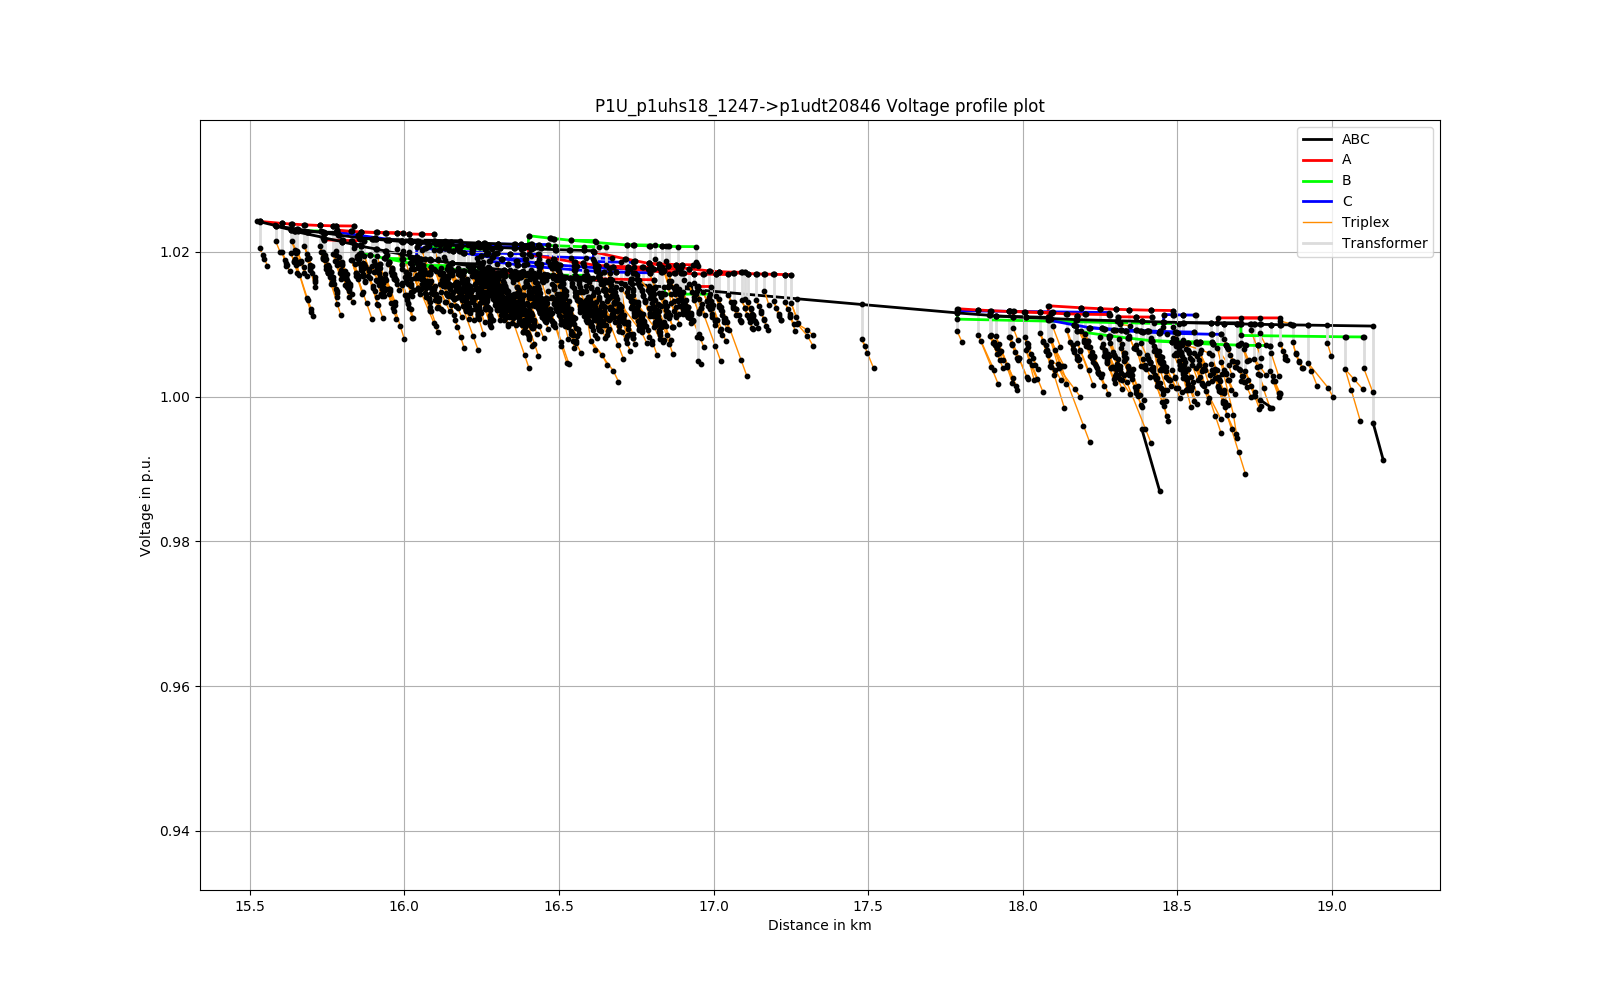 P1U_p1uhs18_1247->p1udt20846 Voltage profile plot
ABC
A
B
C
Triplex
Transformer
Voltage in p.u.
1.02
1.00
0.98
0.96
0.94
15.5 16.0 16.5 17.0 17.5 18.0 18.5 19.0
Distance in km